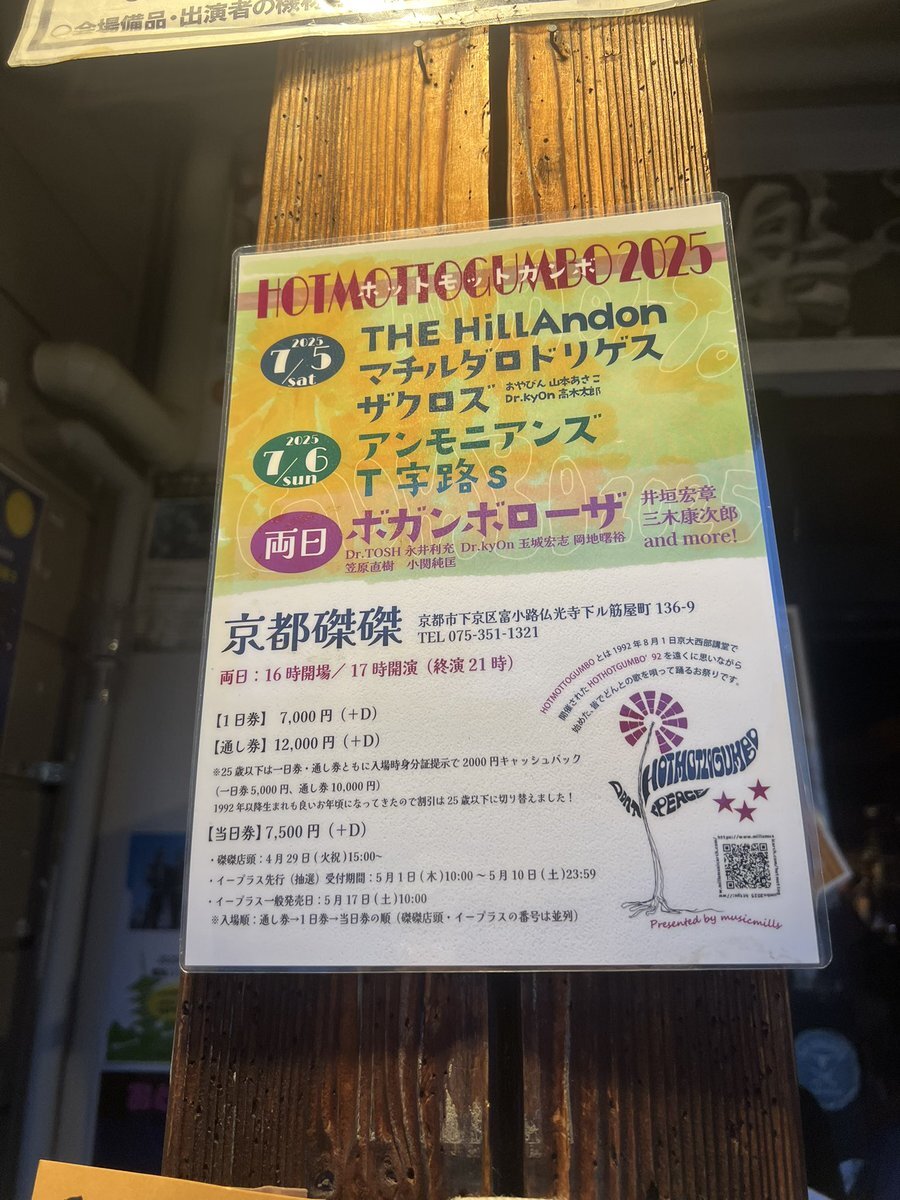 ○会場備品・出演者の機材
HOTMOTTOGUMBO 2025
ホットモットガンボ
2025
7/5
sat
THE HiLLAndon
マチルダロドリゲス
ザクロズ おやびん 山本あさこ
Dr.kyOn 高木太郎
2025
7/6
sun
アンモニアンズ
T字路s
両日
ボガンボローザ
井垣宏章
三木康次郎
and more!
Dr.TOSH 永井利充 Dr.kyOn 玉城宏志 岡地曙裕
笠原直樹 小関純匡
京都磔磔
京都市下京区富小路仏光寺下ル筋屋町 136-9
TEL 075-351-1321
両日：16時開場／17時開演（終演21時）
HOTMOTTOGUMBO とは 1992年8月1日京大西部講堂で
開催された HOTHOTGUMBO' 92 を遠くに思いながら
始めた、皆でどんとの歌を唄って踊るお祭りです。
【1日券】 7,000円（+D）
【通し券】12,000円（+D）
※25歳以下は一日券・通し券ともに入場時身分証提示で2000円キャッシュバック
（一日券5,000円、通し券10,000円）
1992年以降生まれも良いお年頃になってきたので割引は25歳以下に切り替えました！
【当日券】7,500円（+D）
・磔磔店頭：4月29日(火祝)15:00~
・イープラス先行（抽選）受付期間：5月1日(木)10:00～5月10日(土)23:59
・イープラス一般発売日：5月17日(土)10:00
※入場順：通し券→1日券→当日券の順（磔磔店頭・イープラスの番号は並列）
HOTMOTTOGUMBO
PEACE
Presented by musicmills